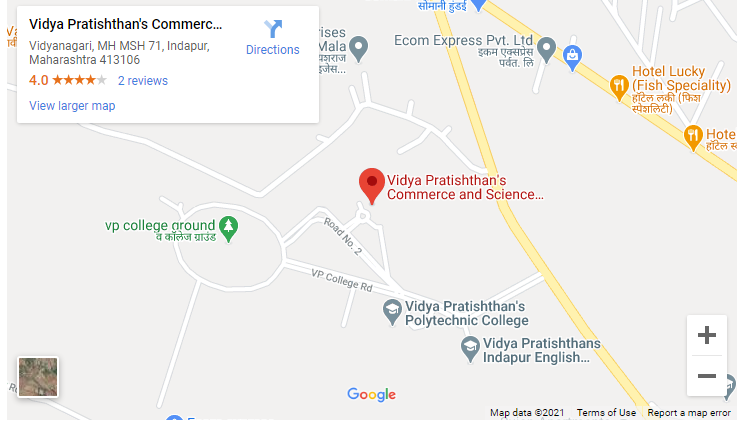 Vidya Pratishthan's Commerc...
Vidyanagari, MH MSH 71, Indapur,
Maharashtra 413106
4.0
2 reviews
View larger map
Directions
सोमानी हुंडई
rises
Mala
Ecom Express Pvt. Ltd
इकम एक्सप्रेस
पर्वत. लि
Hotel Lucky
(Fish Speciality)
हॉटेल लकी (फिश
स्पेशलिटी)
Hote
Vidya Pratishthan's
Commerce and Science...
vp college ground
व कॉलेज ग्राउंड
Road No. 2
VP College Rd
Vidya Pratishthan's
Polytechnic College
Vidya Pratishthans
Indapur English...
Google
Map data ©2021 Terms of Use Report a map error